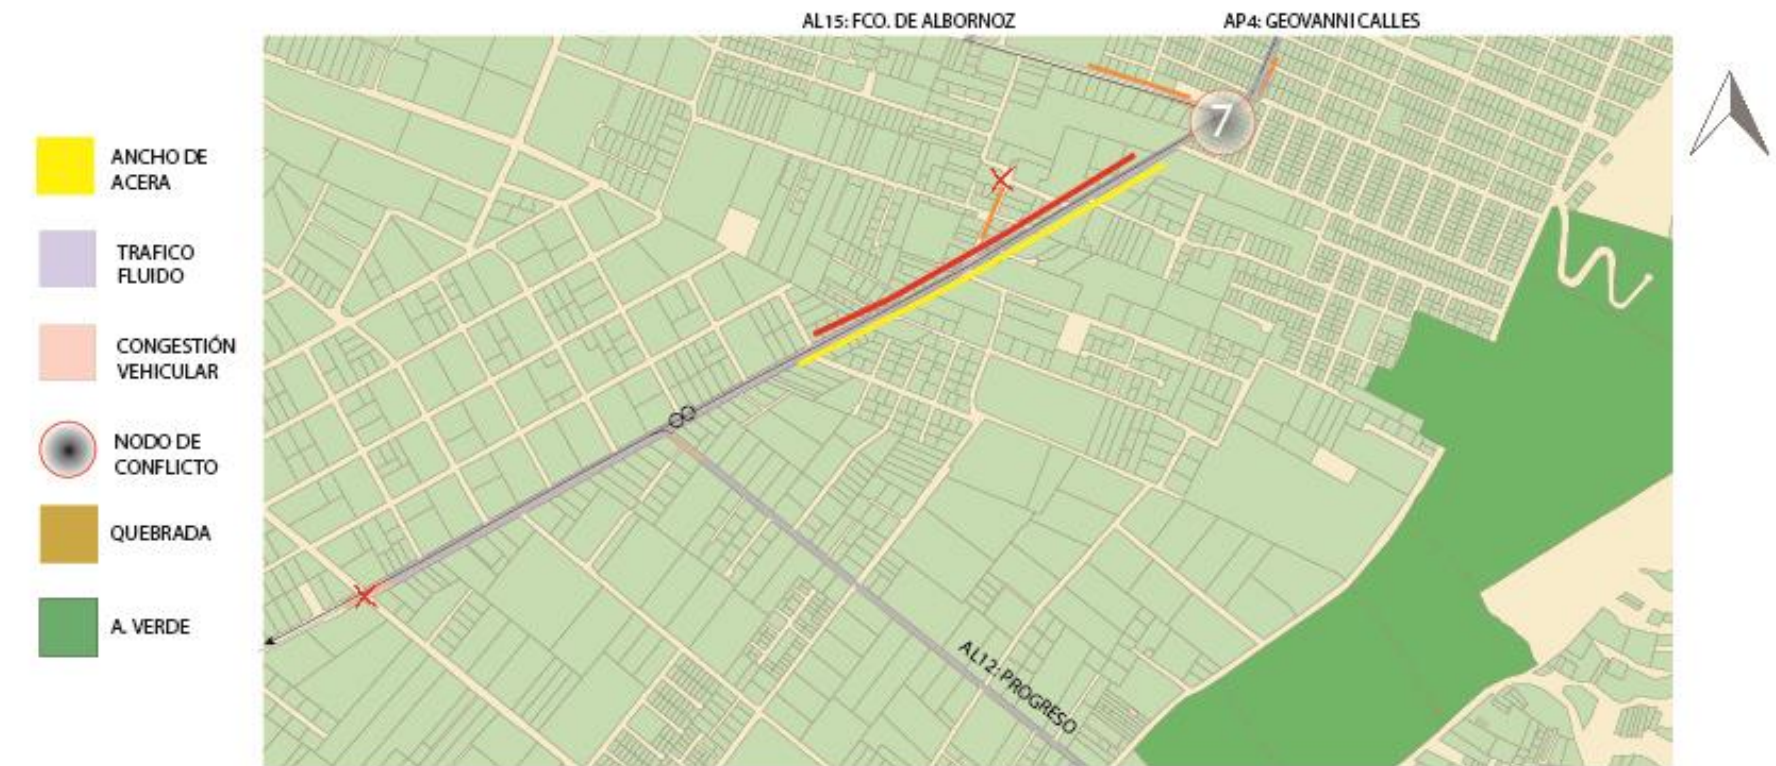 AL15: FCO. DE ALBORNOZ
AP4: GEOVANNI CALLES
7
ANCHO DE
ACERA
TRAFICO
FLUIDO
CONGESTIÓN
VEHICULAR
NODO DE
CONFLICTO
QUEBRADA
A. VERDE
AL12: PROGRESO